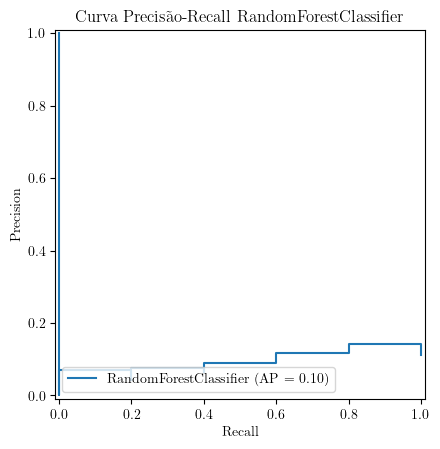 Curva Precisão-Recall RandomForestClassifier
1.0
0.8
0.6
0.4
0.2
0.0
Precision
RandomForestClassifier (AP = 0.10)
0.0 0.2 0.4 0.6 0.8 1.0
Recall